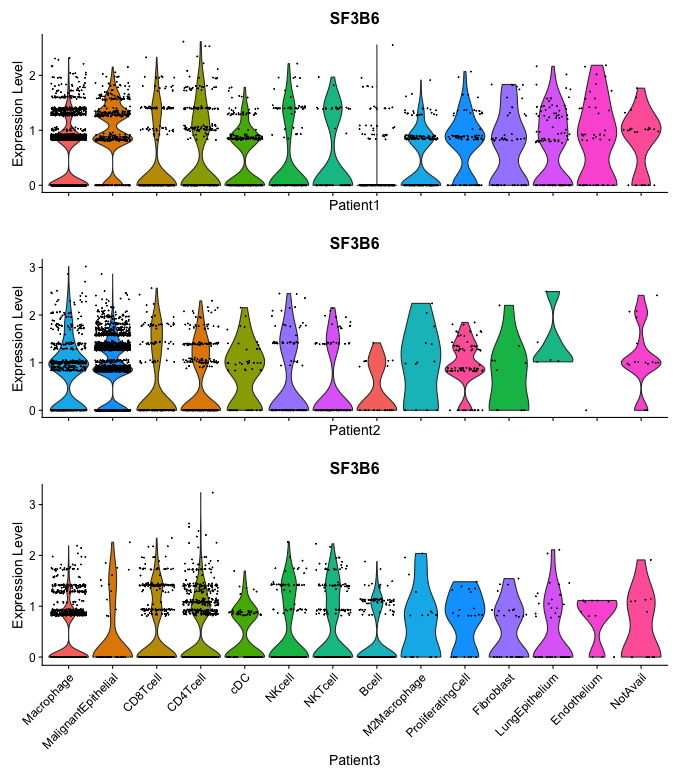 SF3B6
Expression Level
2
1
0
Patient1
SF3B6
Expression Level
3
2
1
0
Patient2
SF3B6
Expression Level
3
2
1
0
Macrophage
MalignantEpithelial
CD8Tcell
CD4Tcell
cDC
NKcell
NKTcell
Bcell
M2Macrophage
ProliferatingCell
Fibroblast
LungEpithelium
Endothelium
NotAvail
Patient3